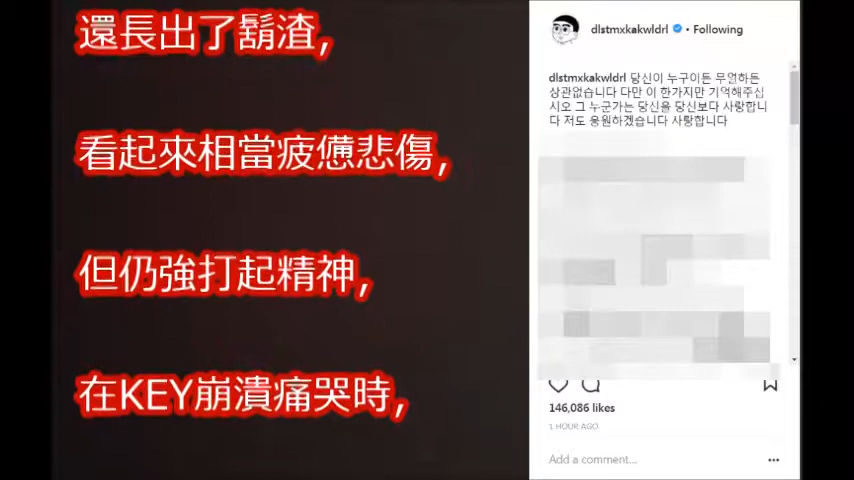 還長出了鬍渣,
看起來相當疲憊悲傷,
但仍強打起精神,
在KEY崩潰痛哭時,
dlstmxkakwldrl • Following
dlstmxkakwldrl 당신이 누구이든 무얼하든
상관없습니다 다만 이 한가지만 기억해주십
시오 그 누군가는 당신을 당신보다 사랑합니
다 저도 응원하겠습니다 사랑합니다
146,086 likes
1 HOUR AGO
Add a comment...